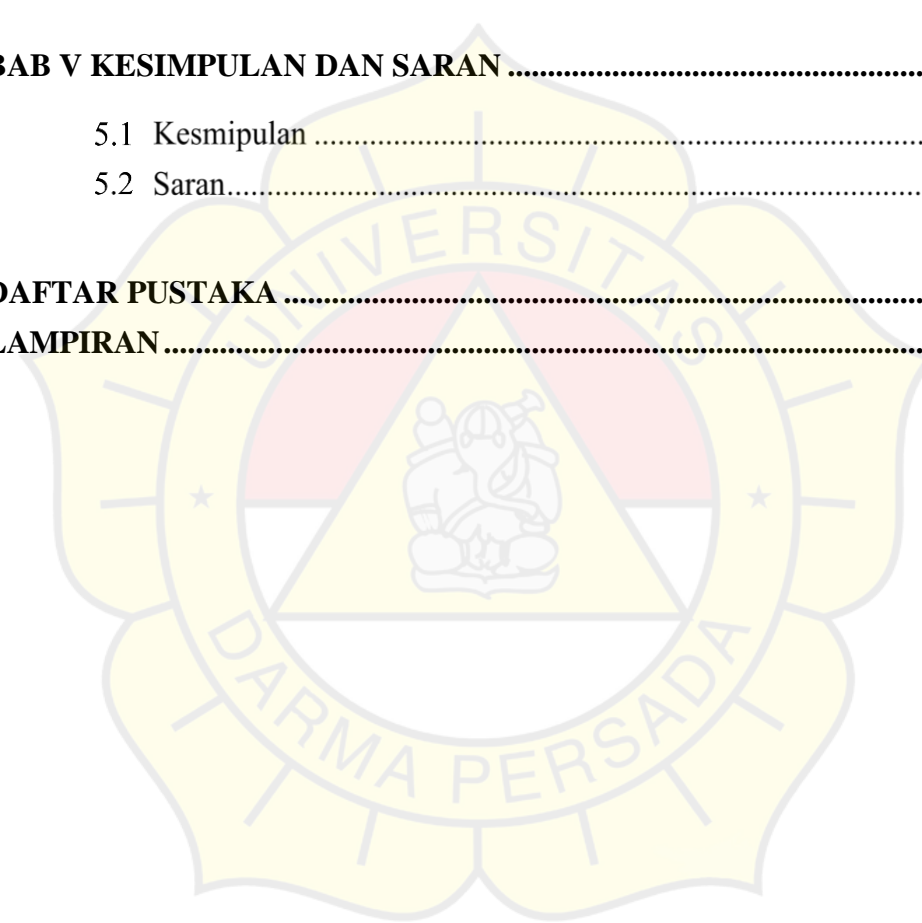 BAB V KESIMPULAN DAN SARAN ....................................................
5.1 Kesmipulan ...........................................................................
5.2 Saran.......................................................................................
DAFTAR PUSTAKA ................................................................................
LAMPIRAN ...............................................................................................
UNIVERSITAS
DARMA PERSADA